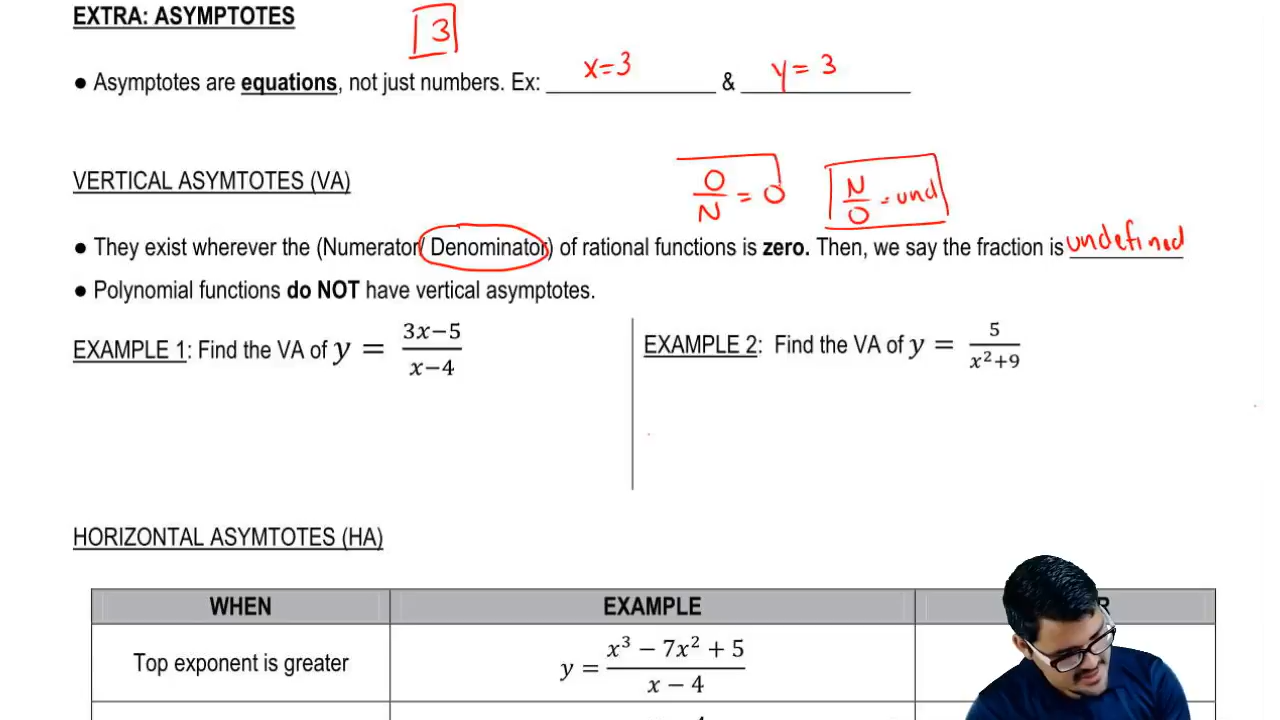 EXTRA: ASYMPTOTES
3
● Asymptotes are equations, not just numbers. Ex: x=3 & y=3
VERTICAL ASYMTOTES (VA)
0/N = 0 N/0 = und
● They exist wherever the (Numerator/ Denominator) of rational functions is zero. Then, we say the fraction is undefined
● Polynomial functions do NOT have vertical asymptotes.
EXAMPLE 1: Find the VA of y = 3x−5/x−4
EXAMPLE 2: Find the VA of y = 5/x²+9
HORIZONTAL ASYMTOTES (HA)
WHEN EXAMPLE
Top exponent is greater y = x³ − 7x² + 5/x − 4